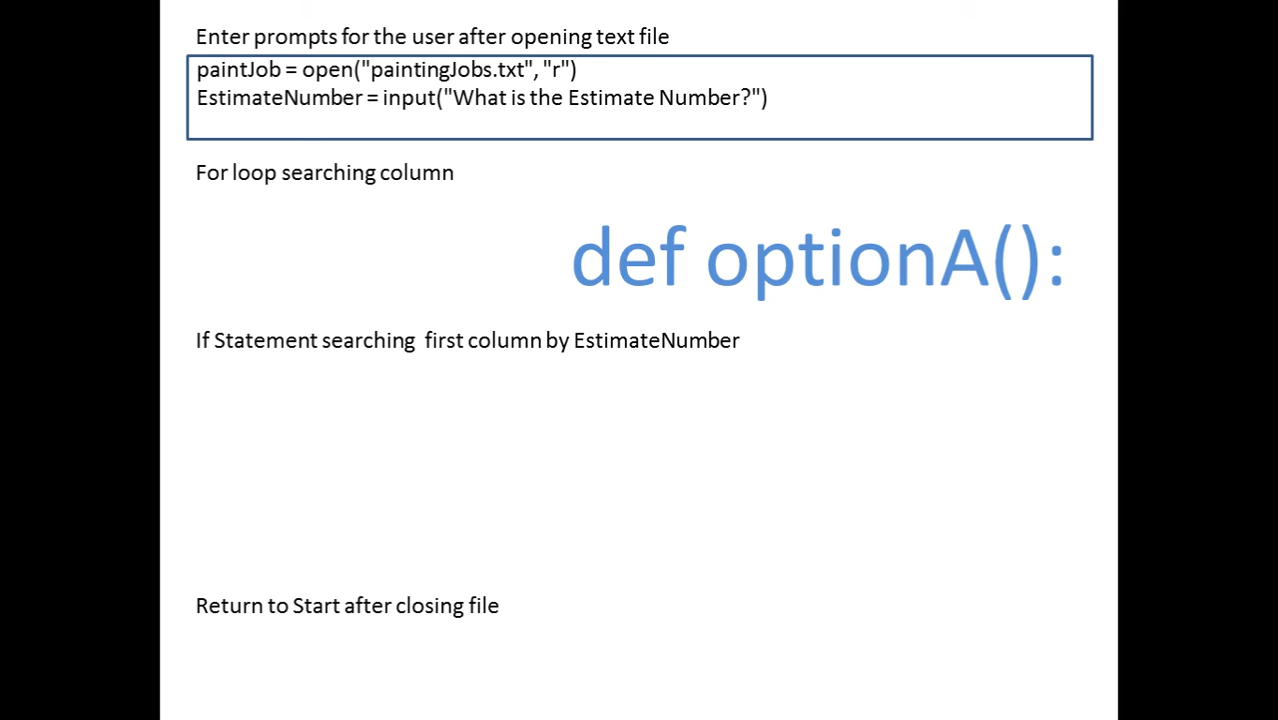 Enter prompts for the user after opening text file
paintJob = open("paintingJobs.txt", "r")
EstimateNumber = input("What is the Estimate Number?")
For loop searching column
def optionA():
If Statement searching  first column by EstimateNumber
Return to Start after closing file